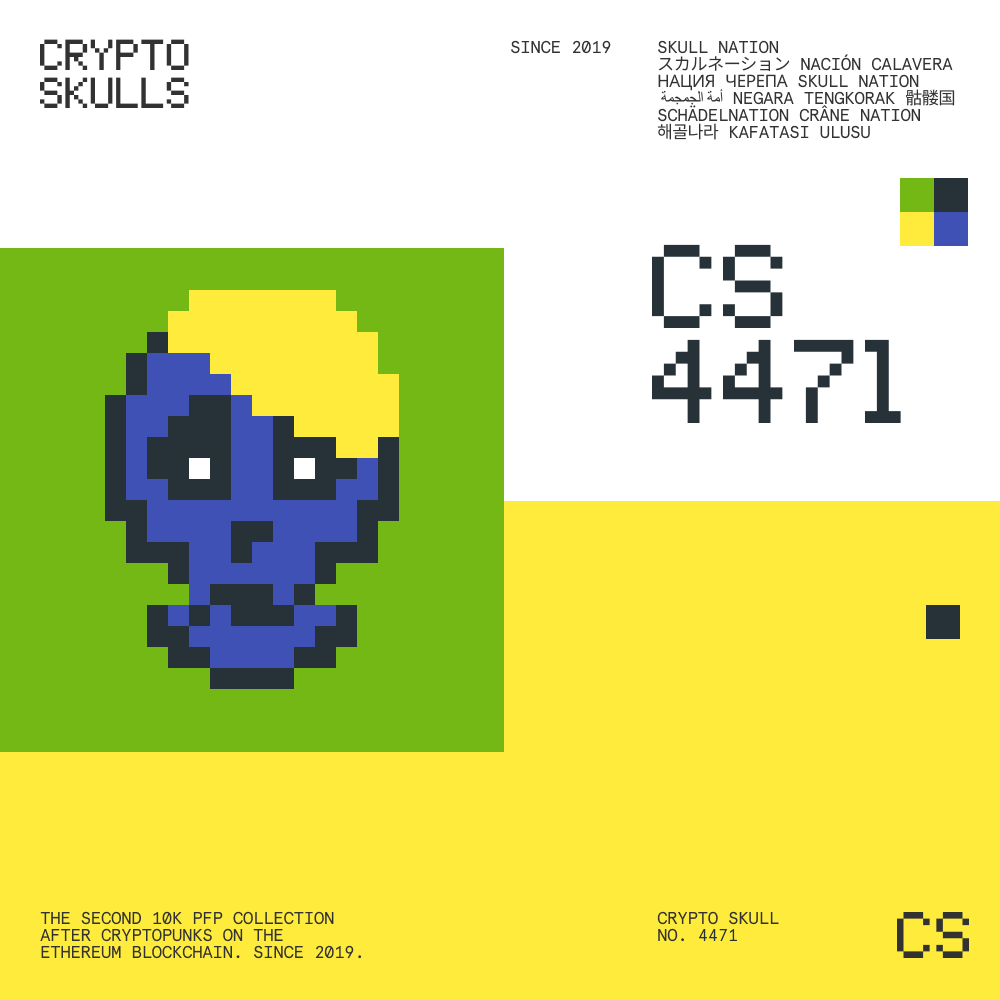 CRYPTO
SKULLS
SINCE 2019
SKULL NATION
スカルネーション NACIÓN CALAVERA
НАЦИЯ ЧЕРЕПА SKULL NATION
أمة الجمجمة NEGARA TENGKORAK 骷髅国
SCHÄDELNATION CRÂNE NATION
해골나라 KAFATASI ULUSU
CS
4471
THE SECOND 10K PFP COLLECTION
AFTER CRYPTOPUNKS ON THE
ETHEREUM BLOCKCHAIN. SINCE 2019.
CRYPTO SKULL
NO. 4471
CS